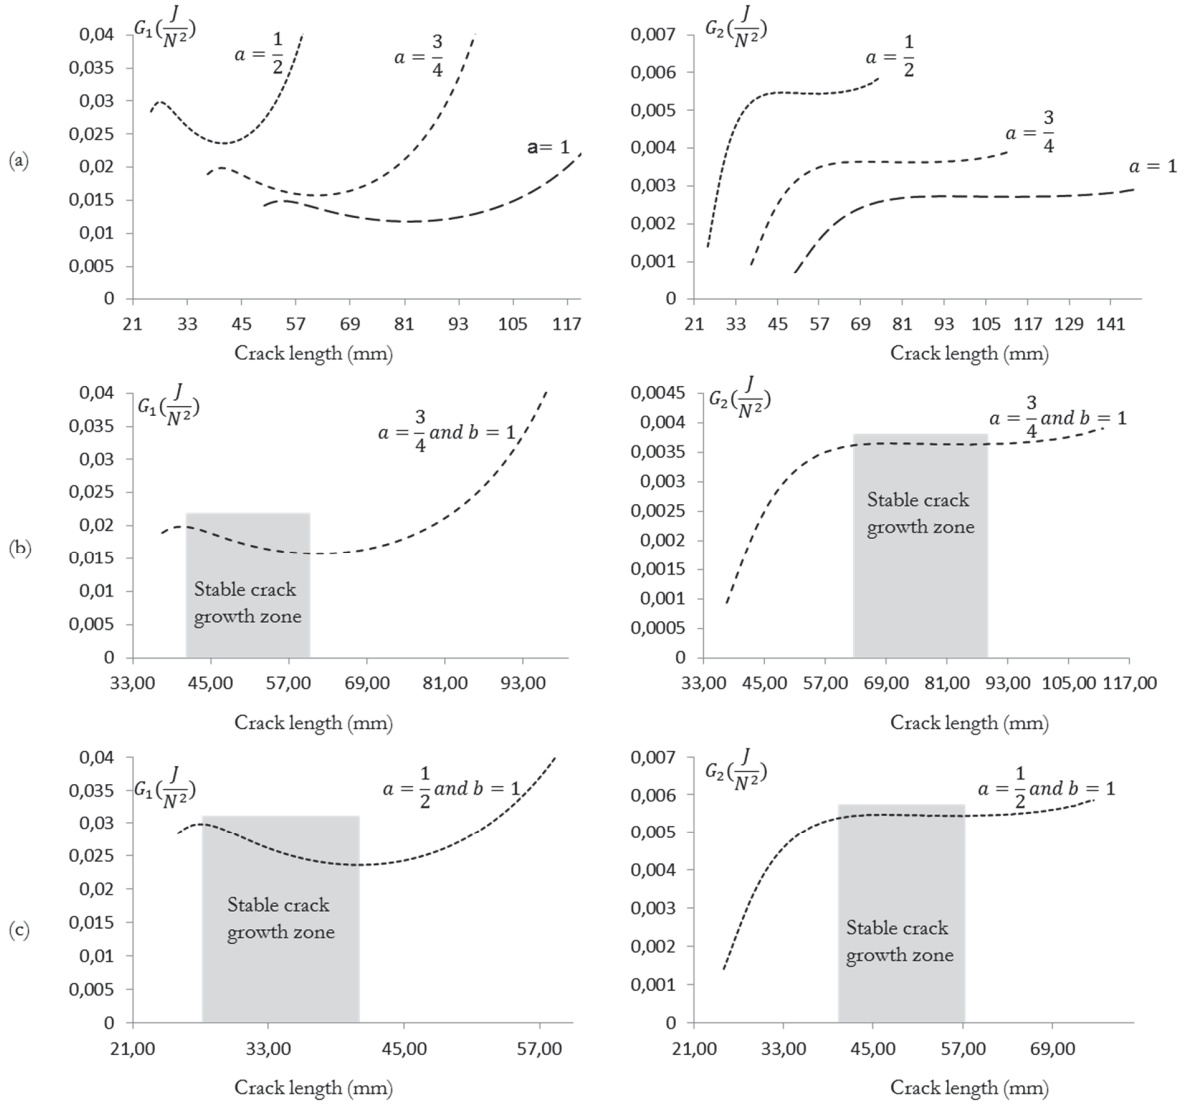 (a)
G₁(J/N²)
0,04
0,035
0,03
0,025
0,02
0,015
0,01
0,005
0
a = 1/2
a = 3/4
a= 1
21 33 45 57 69 81 93 105 117
Crack length (mm)
G₂(J/N²)
0,007
0,006
0,005
0,004
0,003
0,002
0,001
0
a = 1/2
a = 3/4
a = 1
21 33 45 57 69 81 93 105 117 129 141
Crack length (mm)
(b)
G₁(J/N²)
0,04
0,035
0,03
0,025
0,02
0,015
0,01
0,005
0
a = 3/4 and b = 1
Stable crack
growth zone
33,00 45,00 57,00 69,00 81,00 93,00
Crack length (mm)
G₂(J/N²)
0,0045
0,004
0,0035
0,003
0,0025
0,002
0,0015
0,001
0,0005
0
a = 3/4 and b = 1
Stable crack
growth zone
33,00 45,00 57,00 69,00 81,00 93,00 105,00 117,00
Crack length (mm)
(c)
G₁(J/N²)
0,04
0,035
0,03
0,025
0,02
0,015
0,01
0,005
0
a = 1/2 and b = 1
Stable crack
growth zone
21,00 33,00 45,00 57,00
Crack length (mm)
G₂(J/N²)
0,007
0,006
0,005
0,004
0,003
0,002
0,001
0
a = 1/2 and b = 1
Stable crack
growth zone
21,00 33,00 45,00 57,00 69,00
Crack length (mm)